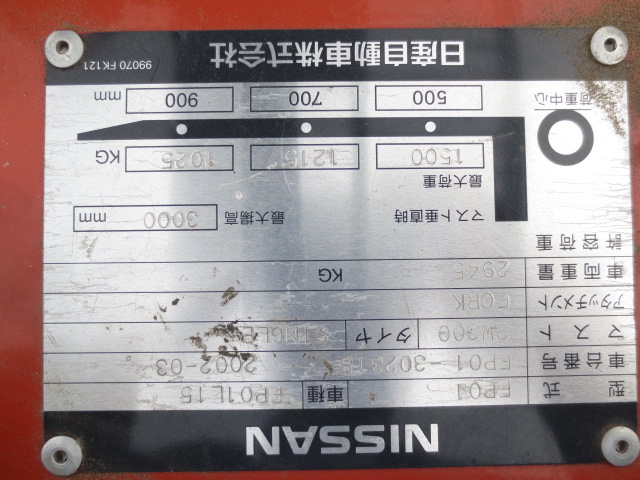 NISSAN
型式 FP01 車種 FP01L15
車台番号 FP01- 2002-03
マスト 2W300 タイヤ SINGLE
アタッチメント FORK
車両重量 2945 KG
許容荷重
マスト垂直時 最大揚高 3000 mm
最大荷重
1500 1215 1025 KG
荷重中心 500 700 900 mm
日産自動車株式会社 99070 FK121